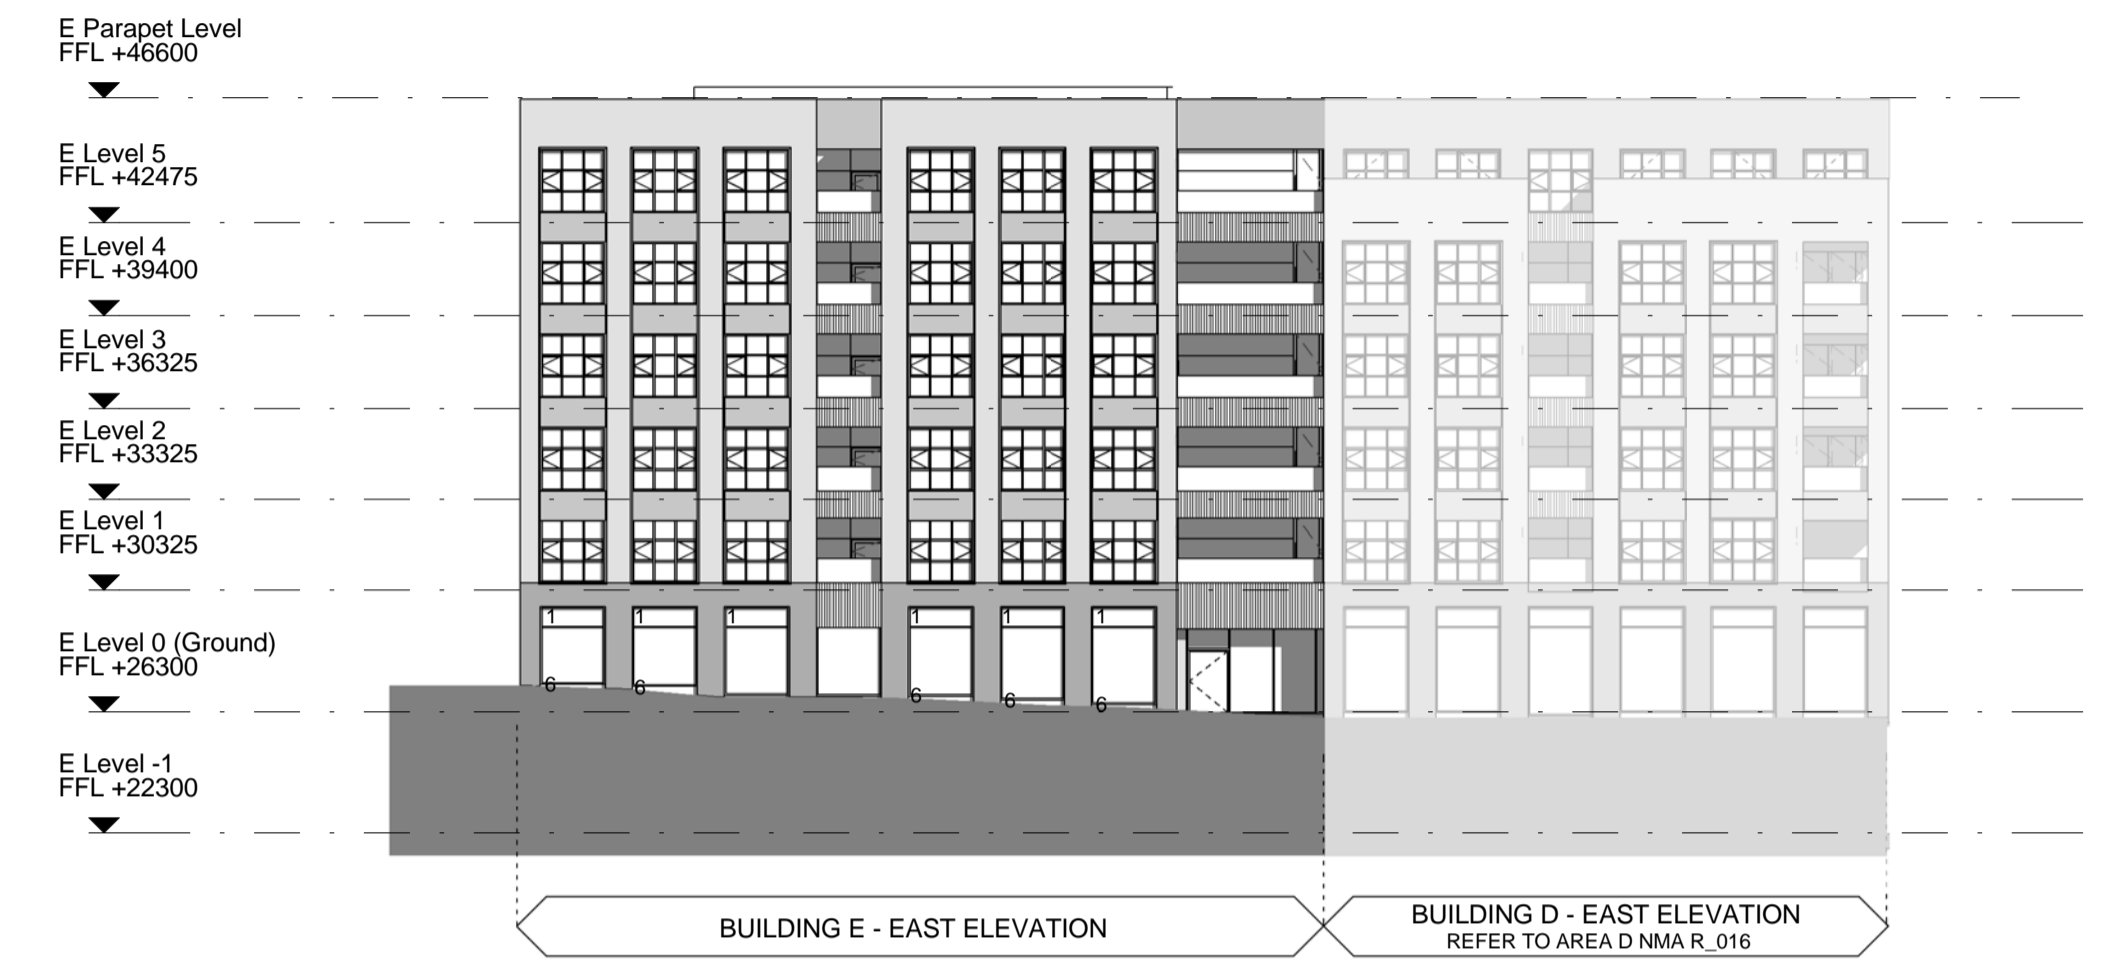 E Parapet Level
FFL +46600
E Level 5
FFL +42475
E Level 4
FFL +39400
E Level 3
FFL +36325
E Level 2
FFL +33325
E Level 1
FFL +30325
1 1 1 1 1 1
E Level 0 (Ground)
FFL +26300
6 6 6 6 6
E Level -1
FFL +22300
BUILDING E - EAST ELEVATION
BUILDING D - EAST ELEVATION
REFER TO AREA D NMA R_016